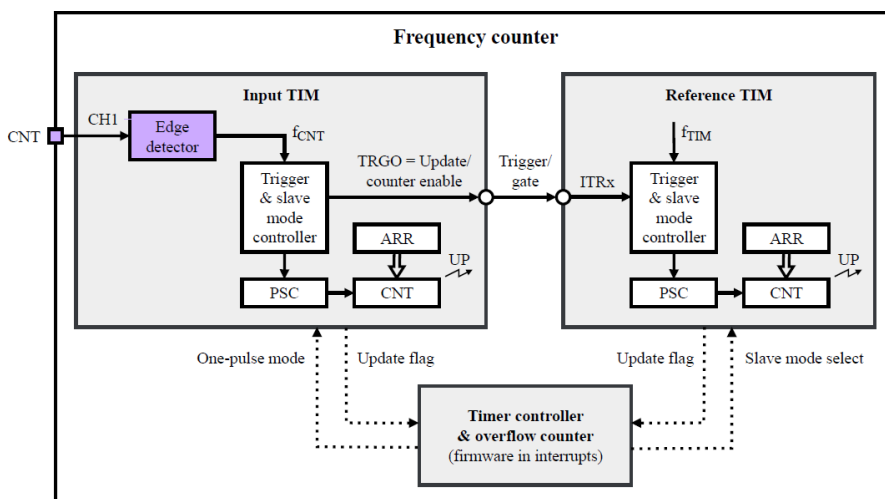 Frequency counter
Input TIM
Reference TIM
CNT
CH1
Edge
detector
f_CNT
TRGO = Update/
counter enable
Trigger
& slave
mode
controller
ARR
UP
PSC
CNT
Trigger/
gate
ITRx
f_TIM
Trigger
& slave
mode
controller
ARR
UP
PSC
CNT
One-pulse mode
Update flag
Update flag
Slave mode select
Timer controller
& overflow counter
(firmware in interrupts)